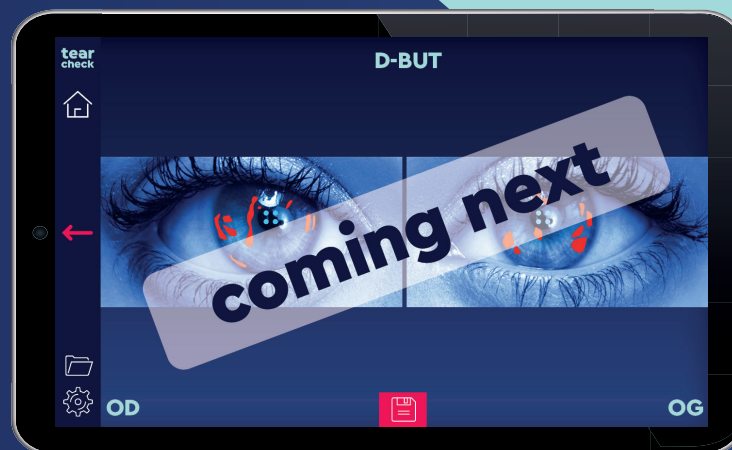 tear
check
D-BUT
coming next
OD
OG